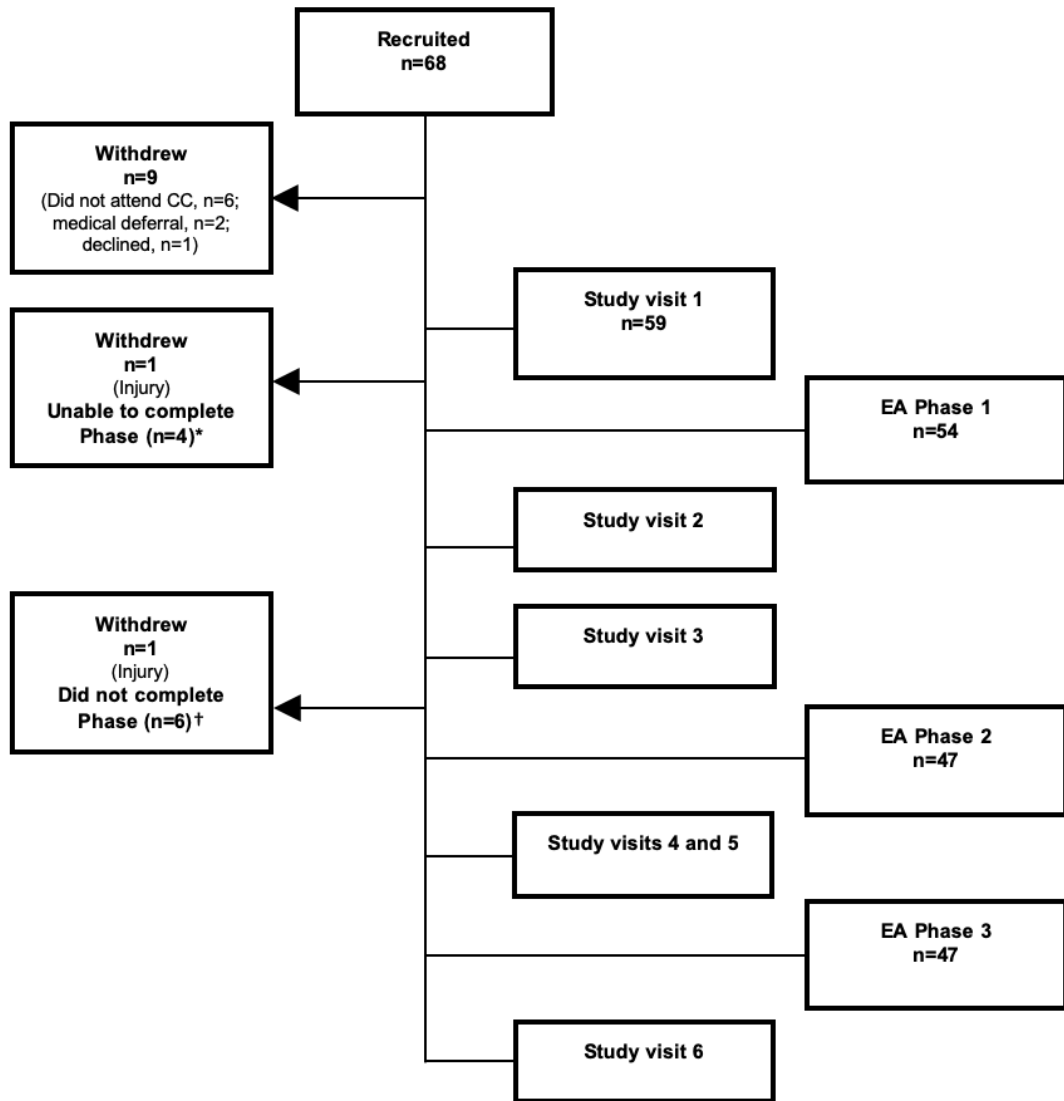 Recruited
n=68
Withdrew
n=9
(Did not attend CC, n=6;
medical deferral, n=2;
declined, n=1)
Study visit 1
n=59
Withdrew
n=1
(Injury)
Unable to complete
Phase (n=4)*
EA Phase 1
n=54
Study visit 2
Study visit 3
Withdrew
n=1
(Injury)
Did not complete
Phase (n=6)†
EA Phase 2
n=47
Study visits 4 and 5
EA Phase 3
n=47
Study visit 6